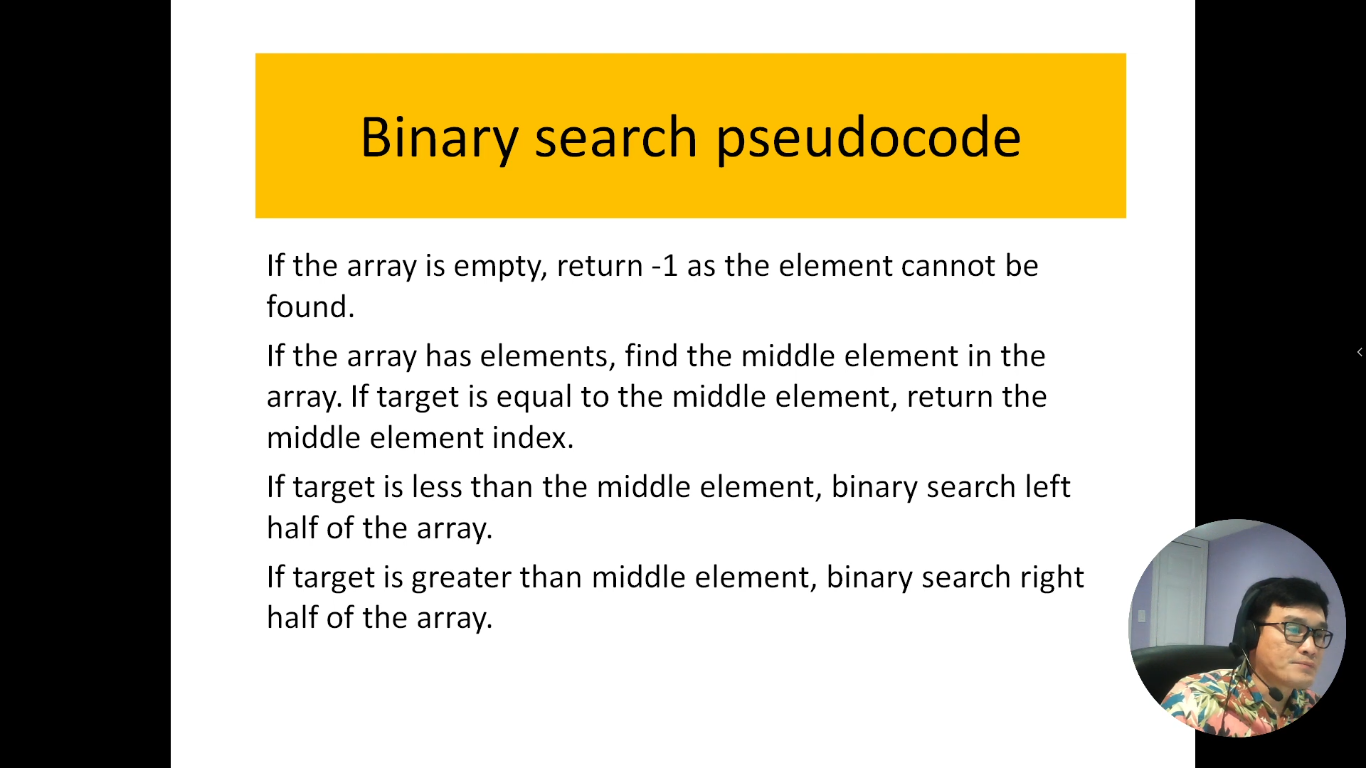 Binary search pseudocode
If the array is empty, return -1 as the element cannot be
found.
If the array has elements, find the middle element in the
array. If target is equal to the middle element, return the
middle element index.
If target is less than the middle element, binary search left
half of the array.
If target is greater than middle element, binary search right
half of the array.